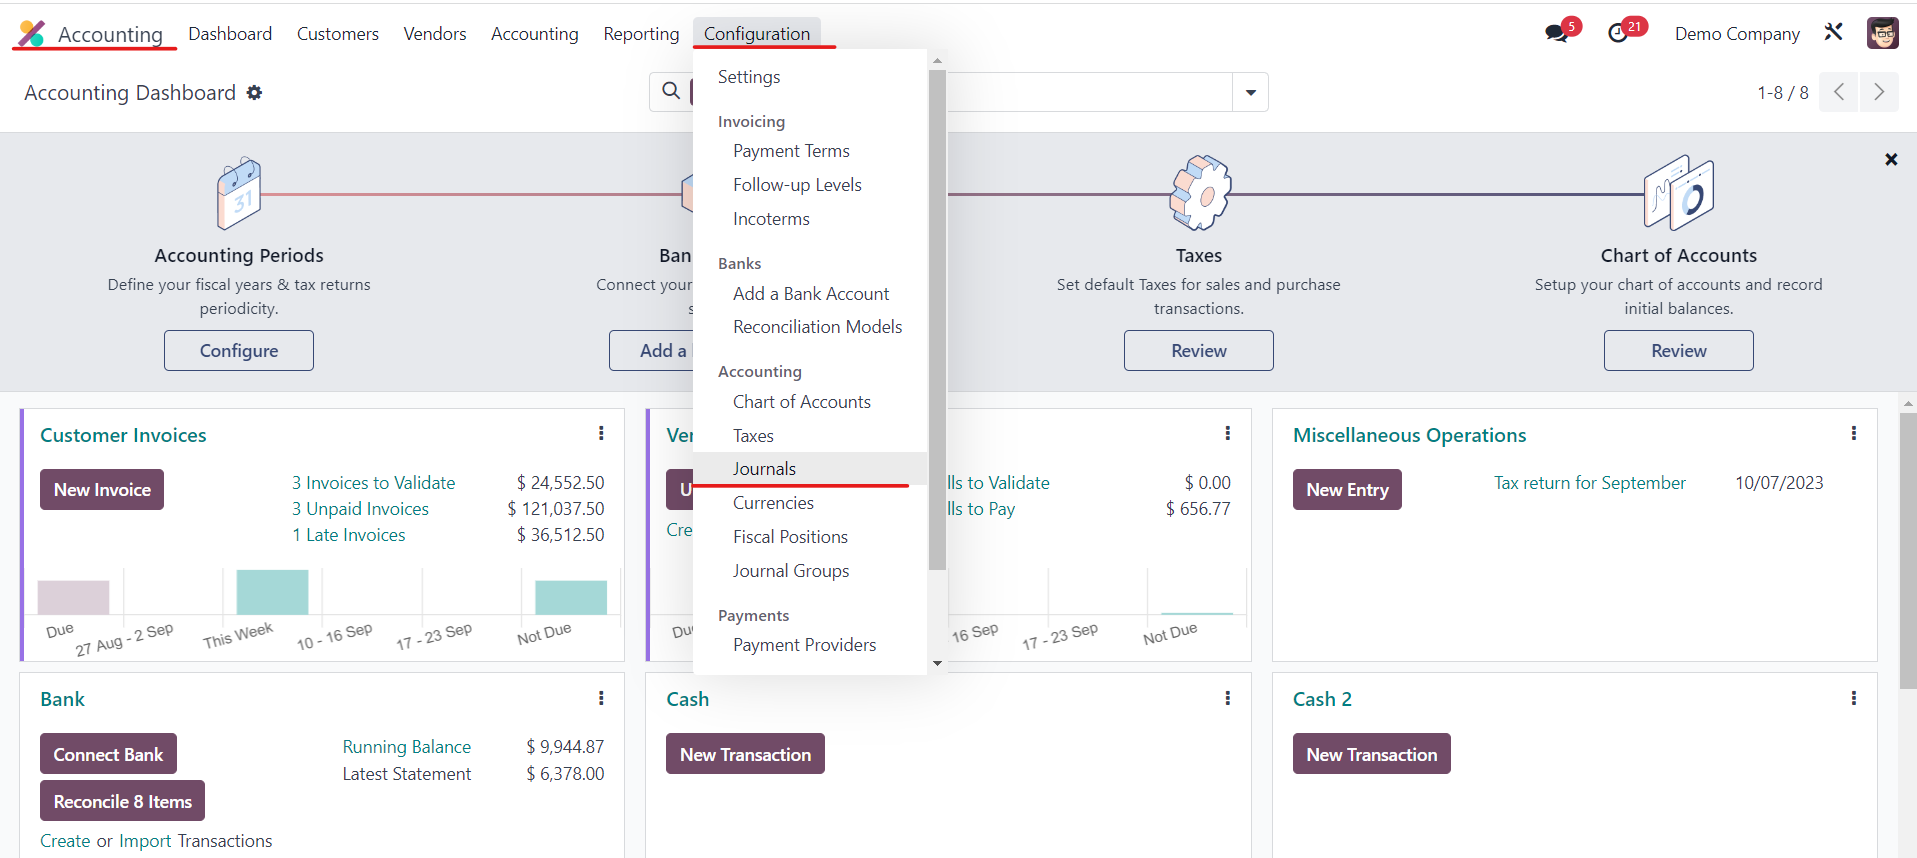 Accounting Dashboard Customers Vendors Accounting Reporting Configuration 5 21 Demo Company
Accounting Dashboard 1-8 / 8
Settings
Invoicing
Payment Terms
Follow-up Levels
Incoterms
Banks
Add a Bank Account
Reconciliation Models
Accounting
Chart of Accounts
Taxes
Journals
Currencies
Fiscal Positions
Journal Groups
Payments
Payment Providers
31
Accounting Periods
Define your fiscal years & tax returns
periodicity.
Configure
Ban
Connect your
s
Add a
Taxes
Set default Taxes for sales and purchase
transactions.
Review
Chart of Accounts
Setup your chart of accounts and record
initial balances.
Review
Customer Invoices
New Invoice
3 Invoices to Validate $ 24,552.50
3 Unpaid Invoices $ 121,037.50
1 Late Invoices $ 36,512.50
Due 27 Aug - 2 Sep This Week 10 - 16 Sep 17 - 23 Sep Not Due
Ver
U
Cre
lls to Validate $ 0.00
lls to Pay $ 656.77
Du 16 Sep 17 - 23 Sep Not Due
Miscellaneous Operations
New Entry
Tax return for September 10/07/2023
Bank
Connect Bank
Reconcile 8 Items
Create or Import Transactions
Running Balance $ 9,944.87
Latest Statement $ 6,378.00
Cash
New Transaction
Cash 2
New Transaction